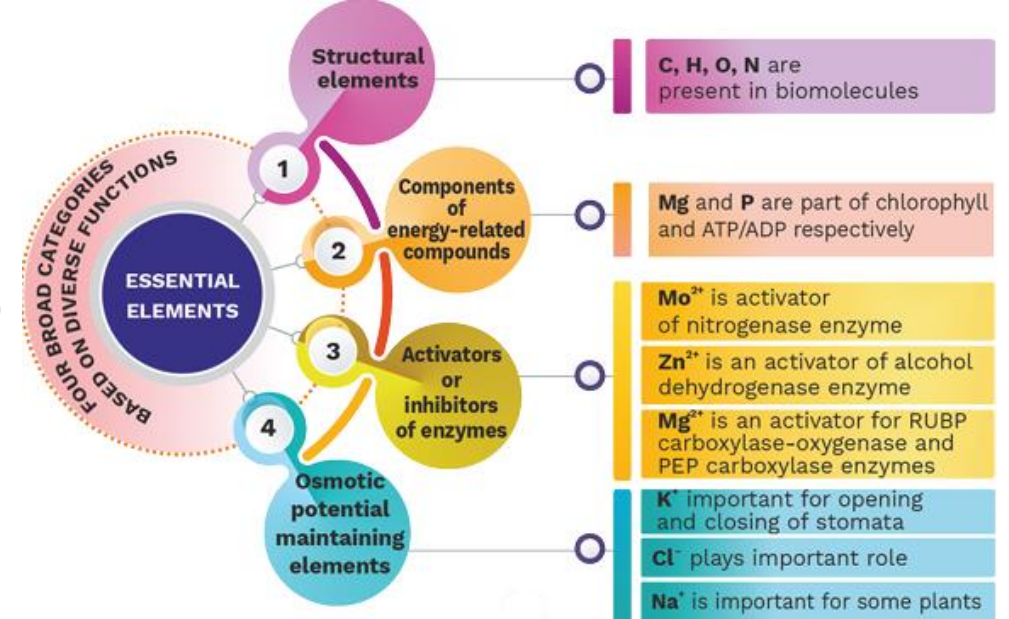 FOUR BROAD CATEGORIES
BASED ON DIVERSE FUNCTIONS
ESSENTIAL
ELEMENTS
1
Structural
elements
C, H, O, N are
present in biomolecules
2
Components
of
energy-related
compounds
Mg and P are part of chlorophyll
and ATP/ADP respectively
3
Activators
or
inhibitors
of enzymes
Mo²⁺ is activator
of nitrogenase enzyme
Zn²⁺ is an activator of alcohol
dehydrogenase enzyme
Mg²⁺ is an activator for RUBP
carboxylase-oxygenase and
PEP carboxylase enzymes
4
Osmotic
potential
maintaining
elements
K⁺ important for opening
and closing of stomata
Cl⁻ plays important role
Na⁺ is important for some plants